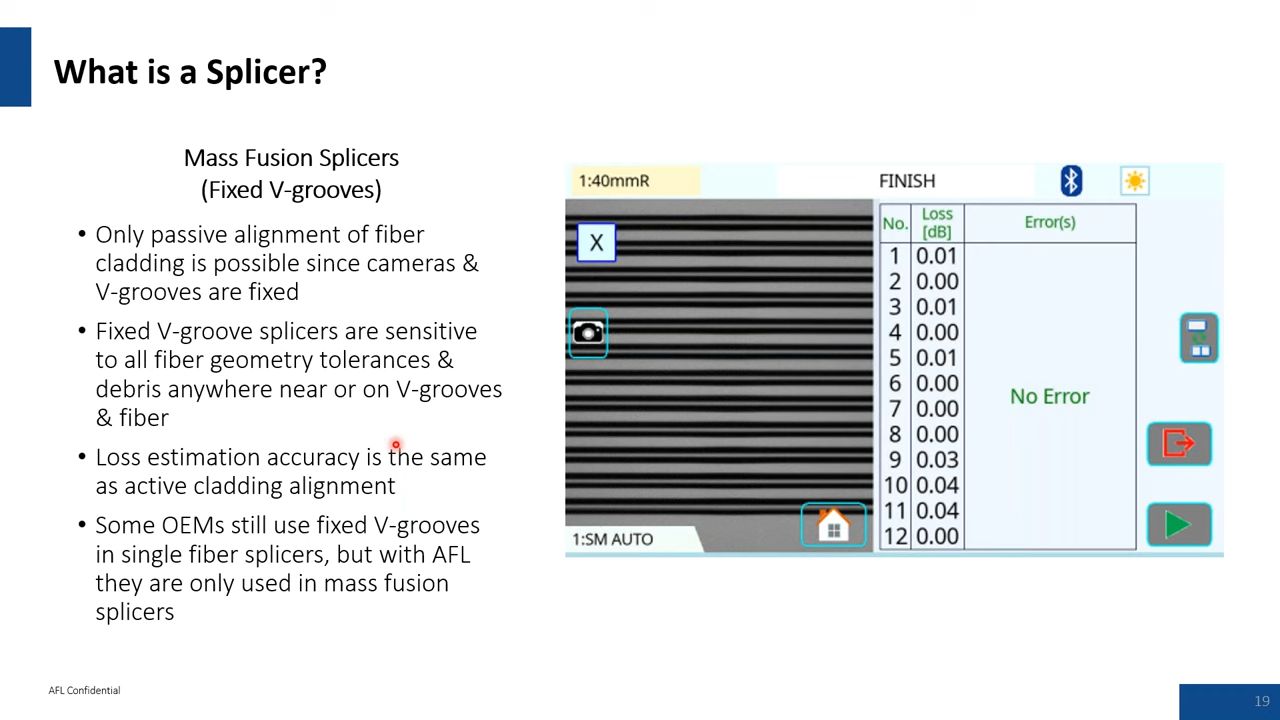 What is a Splicer?
Mass Fusion Splicers
(Fixed V-grooves)
• Only passive alignment of fiber
cladding is possible since cameras &
V-grooves are fixed
• Fixed V-groove splicers are sensitive
to all fiber geometry tolerances &
debris anywhere near or on V-grooves
& fiber
• Loss estimation accuracy is the same
as active cladding alignment
• Some OEMs still use fixed V-grooves
in single fiber splicers, but with AFL
they are only used in mass fusion
splicers
1:40mmR
FINISH
X
No. Loss [dB] Error(s)
1 0.01
2 0.00
3 0.01
4 0.00
5 0.01
6 0.00
7 0.00
8 0.00
9 0.03
10 0.04
11 0.04
12 0.00
No Error
1:SM AUTO
AFL Confidential
19